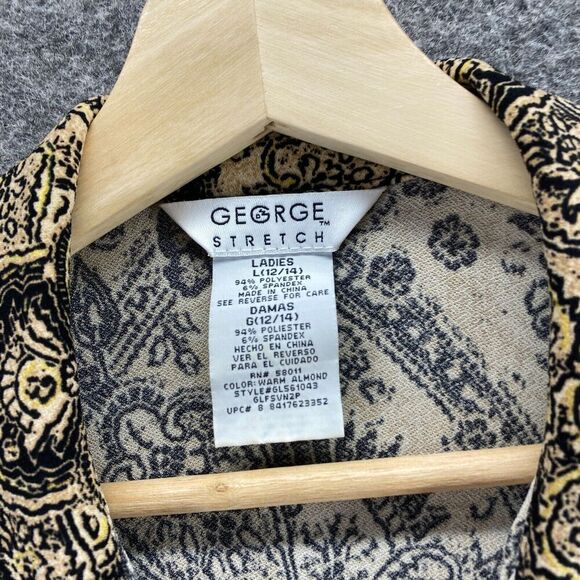 GEORGE™
STRETCH
LADIES
L(12/14)
94% POLYESTER
6% SPANDEX
MADE IN CHINA
SEE REVERSE FOR CARE
DAMAS
G(12/14)
94% POLIESTER
6% SPANDEX
HECHO EN CHINA
VER EL REVERSO
PARA EL CUIDADO
RN# 58011
COLOR: WARM ALMOND
STYLE#GL561043
GLFSVN2P
UPC# 8 8417623352